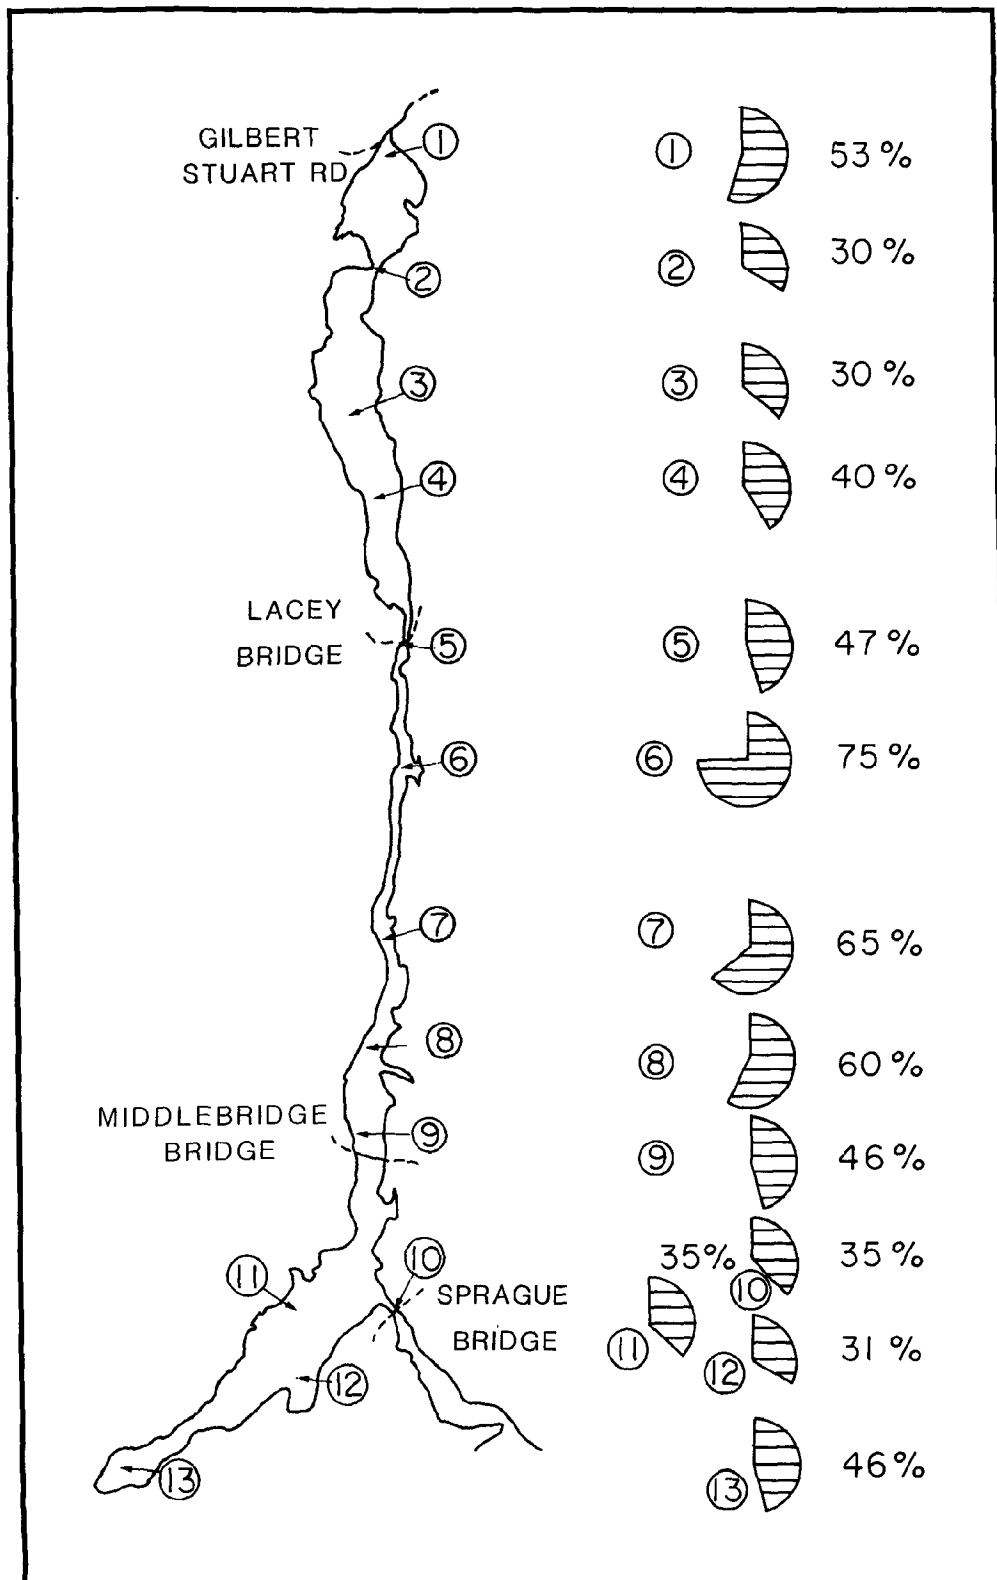 GILBERT
STUART RD
1
2
3
4
LACEY
BRIDGE
5
6
7
8
MIDDLEBRIDGE
BRIDGE
9
10
11
SPRAGUE
BRIDGE
12
13
1 53 %
2 30 %
3 30 %
4 40 %
5 47 %
6 75 %
7 65 %
8 60 %
9 46 %
35% 35%
10
11
12 31 %
13 46 %